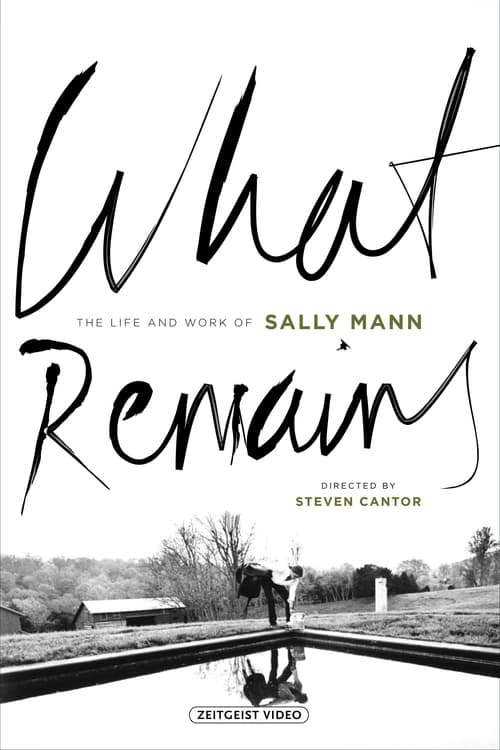 What
THE LIFE AND WORK OF SALLY MANN
Remains
DIRECTED BY
STEVEN CANTOR
ZEITGEIST VIDEO